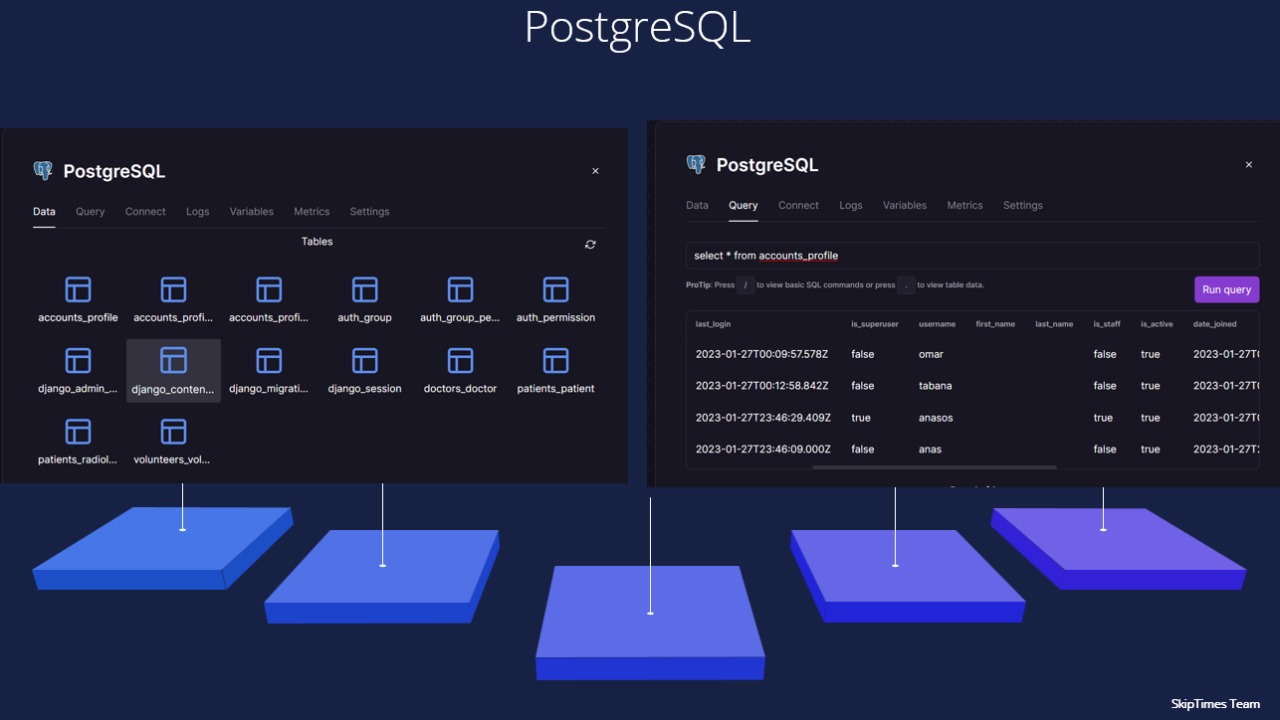 PostgreSQL
PostgreSQL
Data Query Connect Logs Variables Metrics Settings
Tables
accounts_profile accounts_profi... accounts_profi... auth_group auth_group_pe... auth_permission
django_admin_... django_conten... django_migrati... django_session doctors_doctor patients_patient
patients_radiol... volunteers_vol...
PostgreSQL
Data Query Connect Logs Variables Metrics Settings
select * from accounts_profile
ProTip: Press / to view basic SQL commands or press . to view table data.
Run query
last_login is_superuser username first_name last_name is_staff is_active date_joined
2023-01-27T00:09:57.578Z false omar false true 2023-01-27T0
2023-01-27T00:12:58.842Z false tabana false true 2023-01-27T0
2023-01-27T23:46:29.409Z true anasos true true 2023-01-27T0
2023-01-27T23:46:09.000Z false anas false true 2023-01-27T2
SkipTimes Team